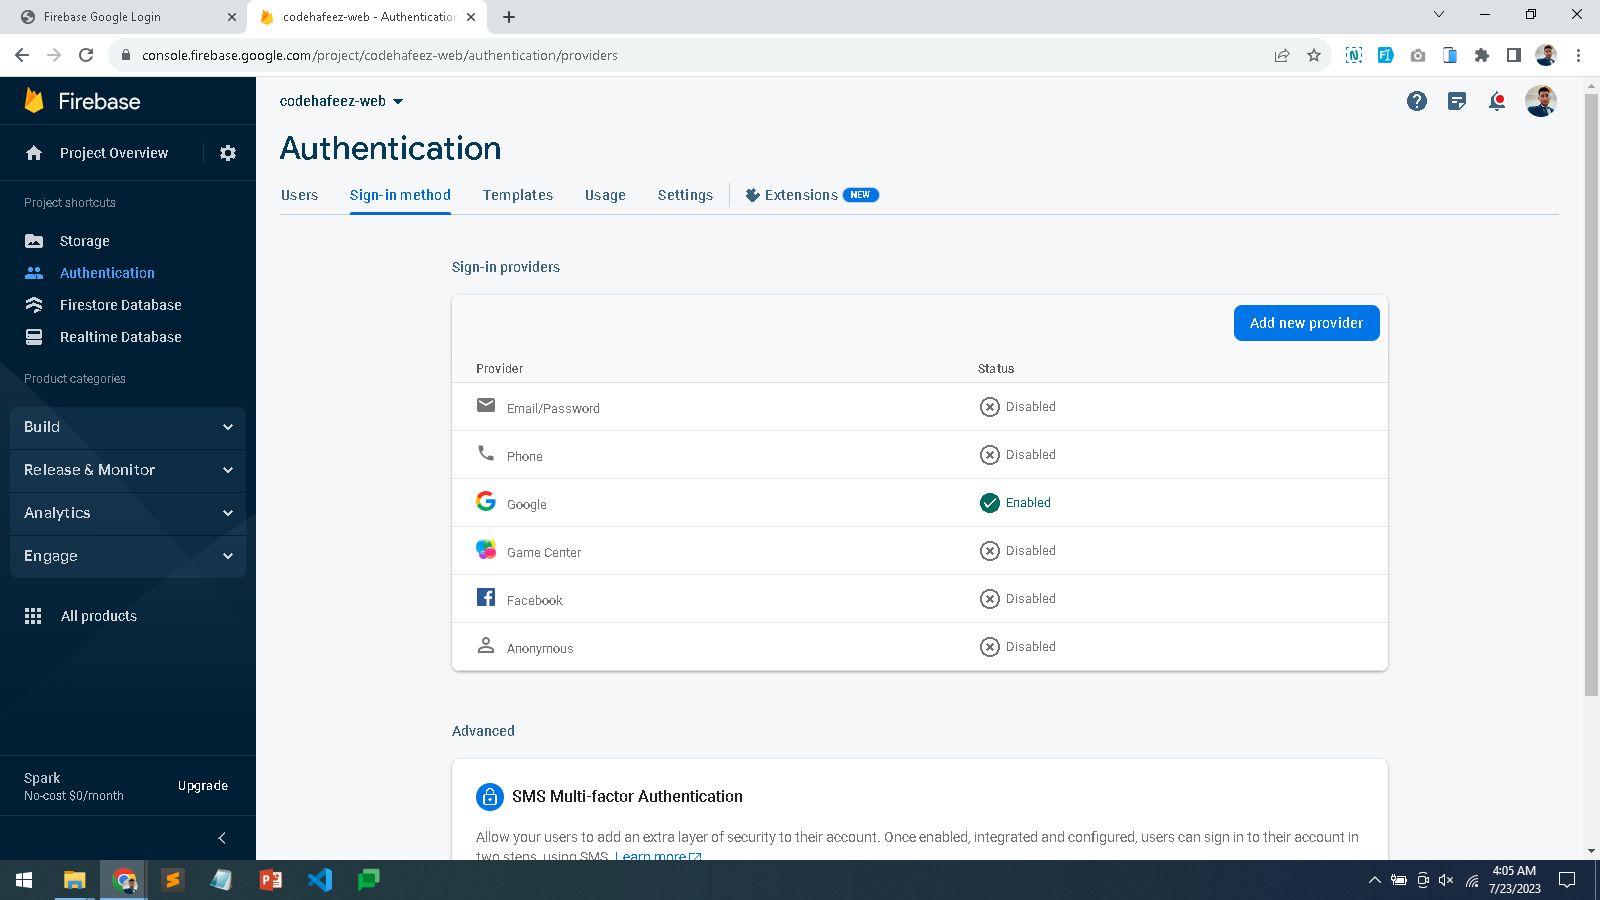 Firebase Google Login
codehafeez-web - Authentication
console.firebase.google.com/project/codehafeez-web/authentication/providers
Firebase
Project Overview
Project shortcuts
Storage
Authentication
Firestore Database
Realtime Database
Product categories
Build
Release & Monitor
Analytics
Engage
All products
Spark
No-cost $0/month
Upgrade
codehafeez-web
Authentication
Users Sign-in method Templates Usage Settings Extensions NEW
Sign-in providers
Add new provider
Provider Status
Email/Password Disabled
Phone Disabled
Google Enabled
Game Center Disabled
Facebook Disabled
Anonymous Disabled
Advanced
SMS Multi-factor Authentication
Allow your users to add an extra layer of security to their account. Once enabled, integrated and configured, users can sign in to their account in
two steps, using SMS. Learn more
4:05 AM
7/23/2023